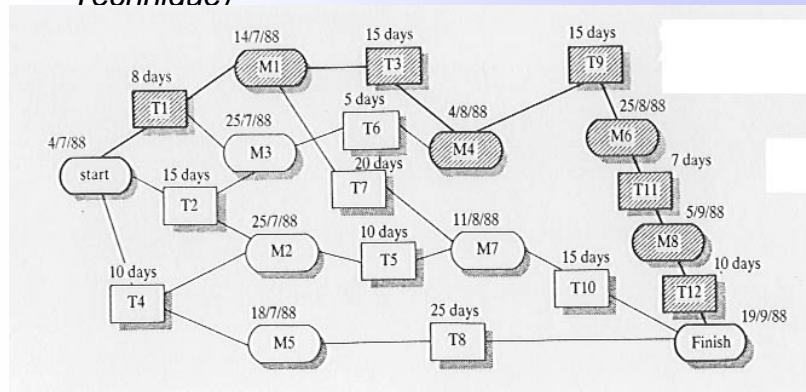 Technique)
14/7/88
15 days
15 days
M1
T3
T9
8 days
T1
25/7/88
5 days
4/8/88
25/8/88
T6
M6
4/7/88
M3
M4
start
15 days
20 days
7 days
T7
T11
T2
25/7/88
11/8/88
5/9/88
10 days
M8
M2
M7
10 days
T5
15 days
10 days
T4
T10
T12
18/7/88
25 days
19/9/88
M5
T8
Finish